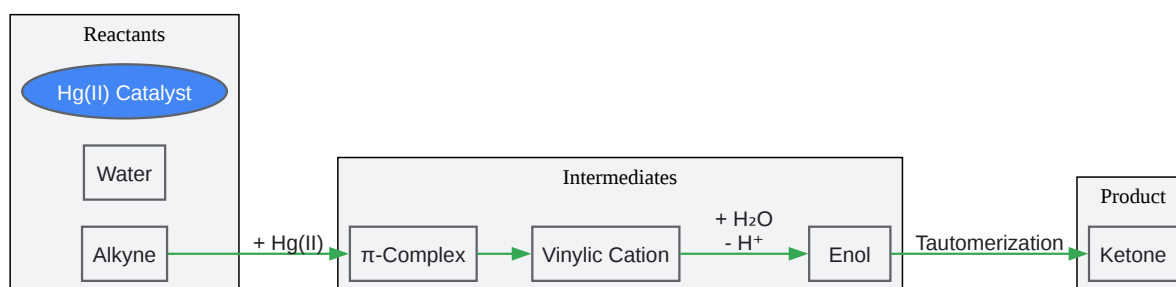 Reactants
Hg(II) Catalyst
Water
Alkyne
+ Hg(II)
Intermediates
π-Complex
Vinylic Cation
+ H₂O
- H⁺
Enol
Tautomerization
Product
Ketone